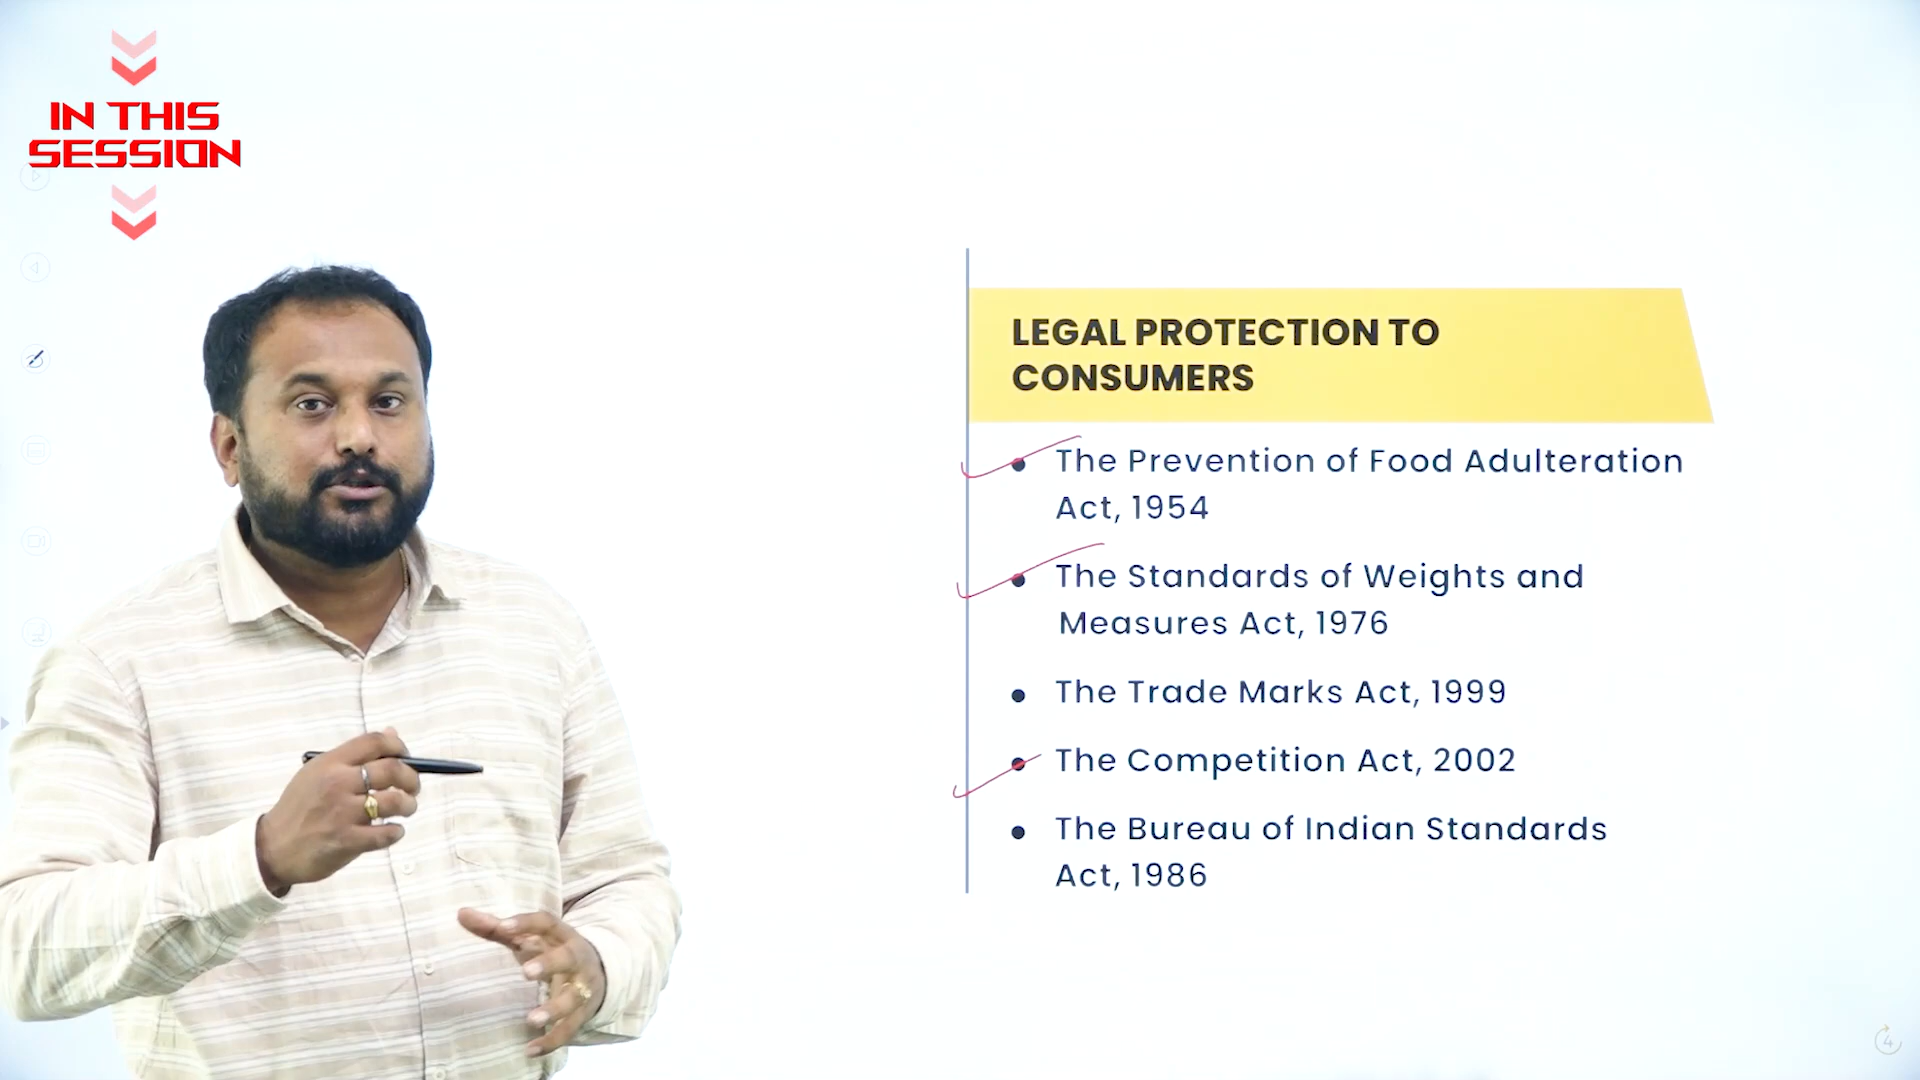 IN THIS
SESSION
LEGAL PROTECTION TO
CONSUMERS
• The Prevention of Food Adulteration
Act, 1954
• The Standards of Weights and
Measures Act, 1976
• The Trade Marks Act, 1999
• The Competition Act, 2002
• The Bureau of Indian Standards
Act, 1986
4